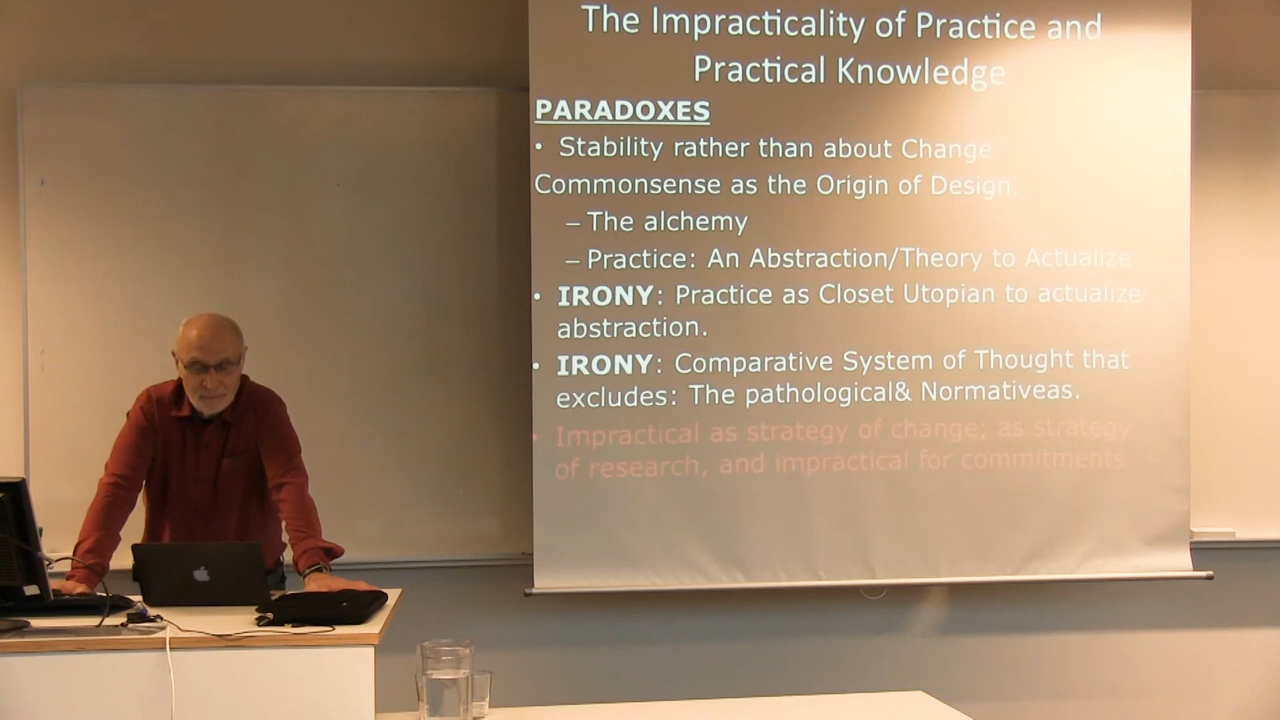 The Impracticality of Practice and
Practical Knowledge
PARADOXES
• Stability rather than about Change
Commonsense as the Origin of Design.
– The alchemy
– Practice: An Abstraction/Theory to Actualize
• IRONY: Practice as Closet Utopian to actualize
abstraction.
• IRONY: Comparative System of Thought that
excludes: The pathological& Normativeas.
• Impractical as strategy of change; as strategy
of research, and impractical for commitments